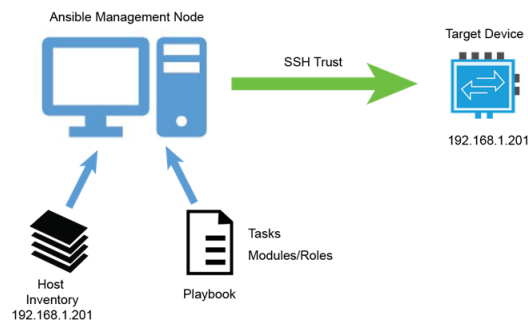 Ansible Management Node
Target Device
SSH Trust
192.168.1.201
Tasks
Modules/Roles
Host
Inventory
192.168.1.201
Playbook